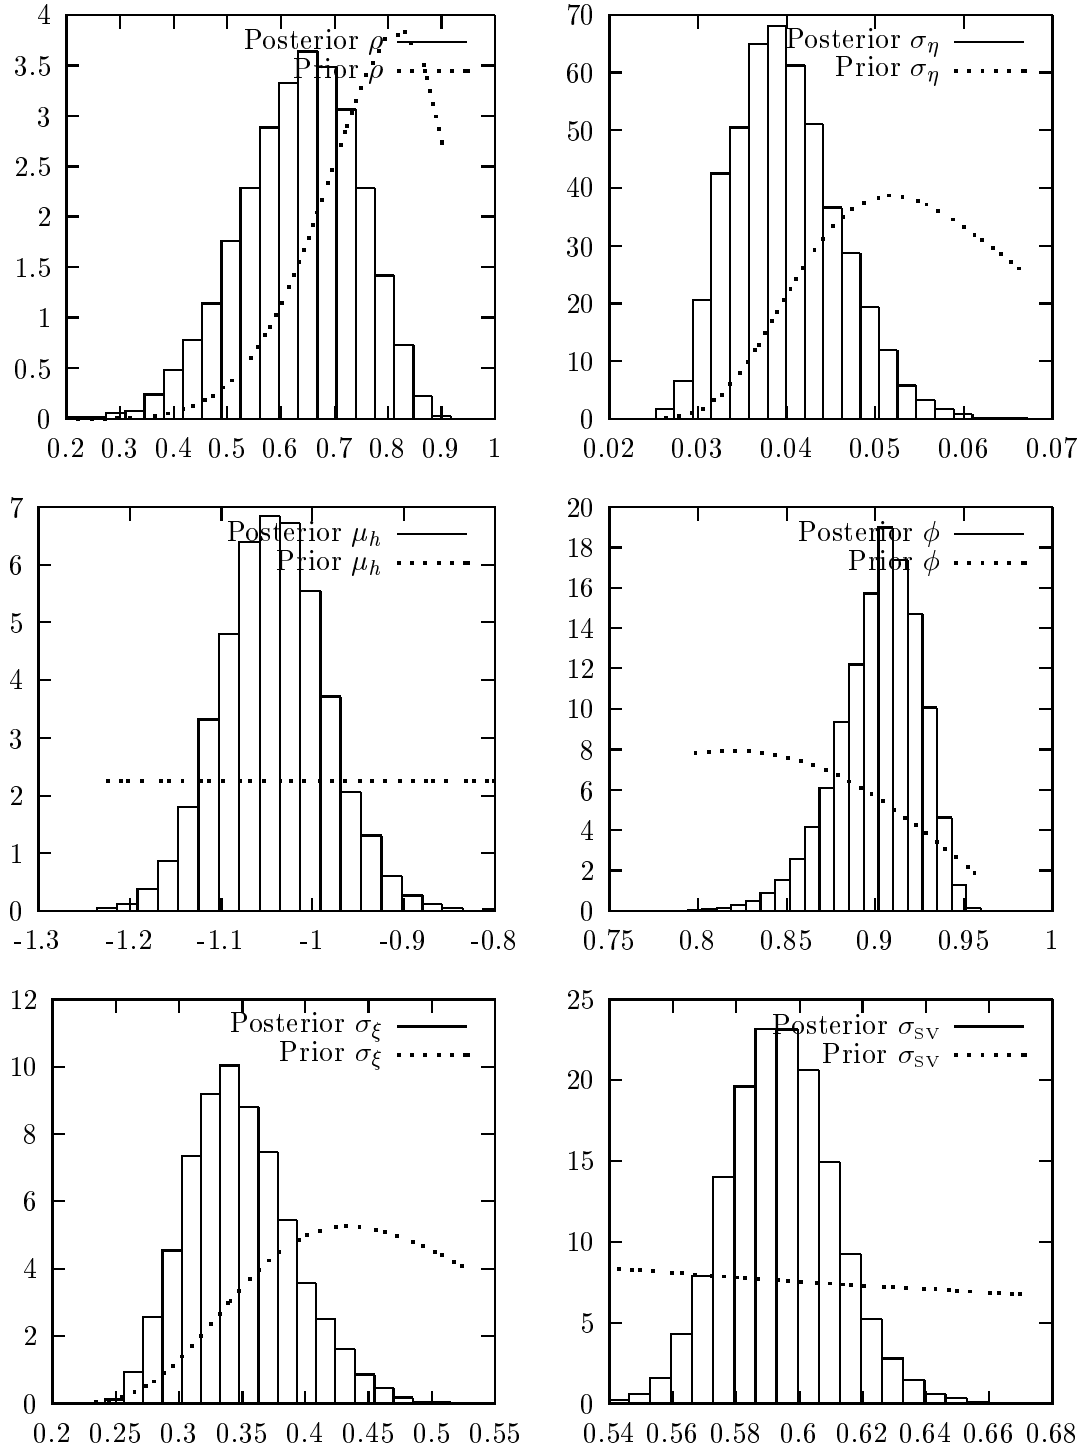 4
3.5
3
2.5
2
1.5
1
0.5
0
0.2 0.3 0.4 0.5 0.6 0.7 0.8 0.9 1
Posterior ρ
Prior ρ
70
60
50
40
30
20
10
0
0.02 0.03 0.04 0.05 0.06 0.07
Posterior σ_η
Prior σ_η
7
6
5
4
3
2
1
0
-1.3 -1.2 -1.1 -1 -0.9 -0.8
Posterior μ_h
Prior μ_h
20
18
16
14
12
10
8
6
4
2
0
0.75 0.8 0.85 0.9 0.95 1
Posterior ϕ
Prior ϕ
12
10
8
6
4
2
0
0.2 0.25 0.3 0.35 0.4 0.45 0.5 0.55
Posterior σ_ξ
Prior σ_ξ
25
20
15
10
5
0
0.54 0.56 0.58 0.6 0.62 0.64 0.66 0.68
Posterior σ_SV
Prior σ_SV